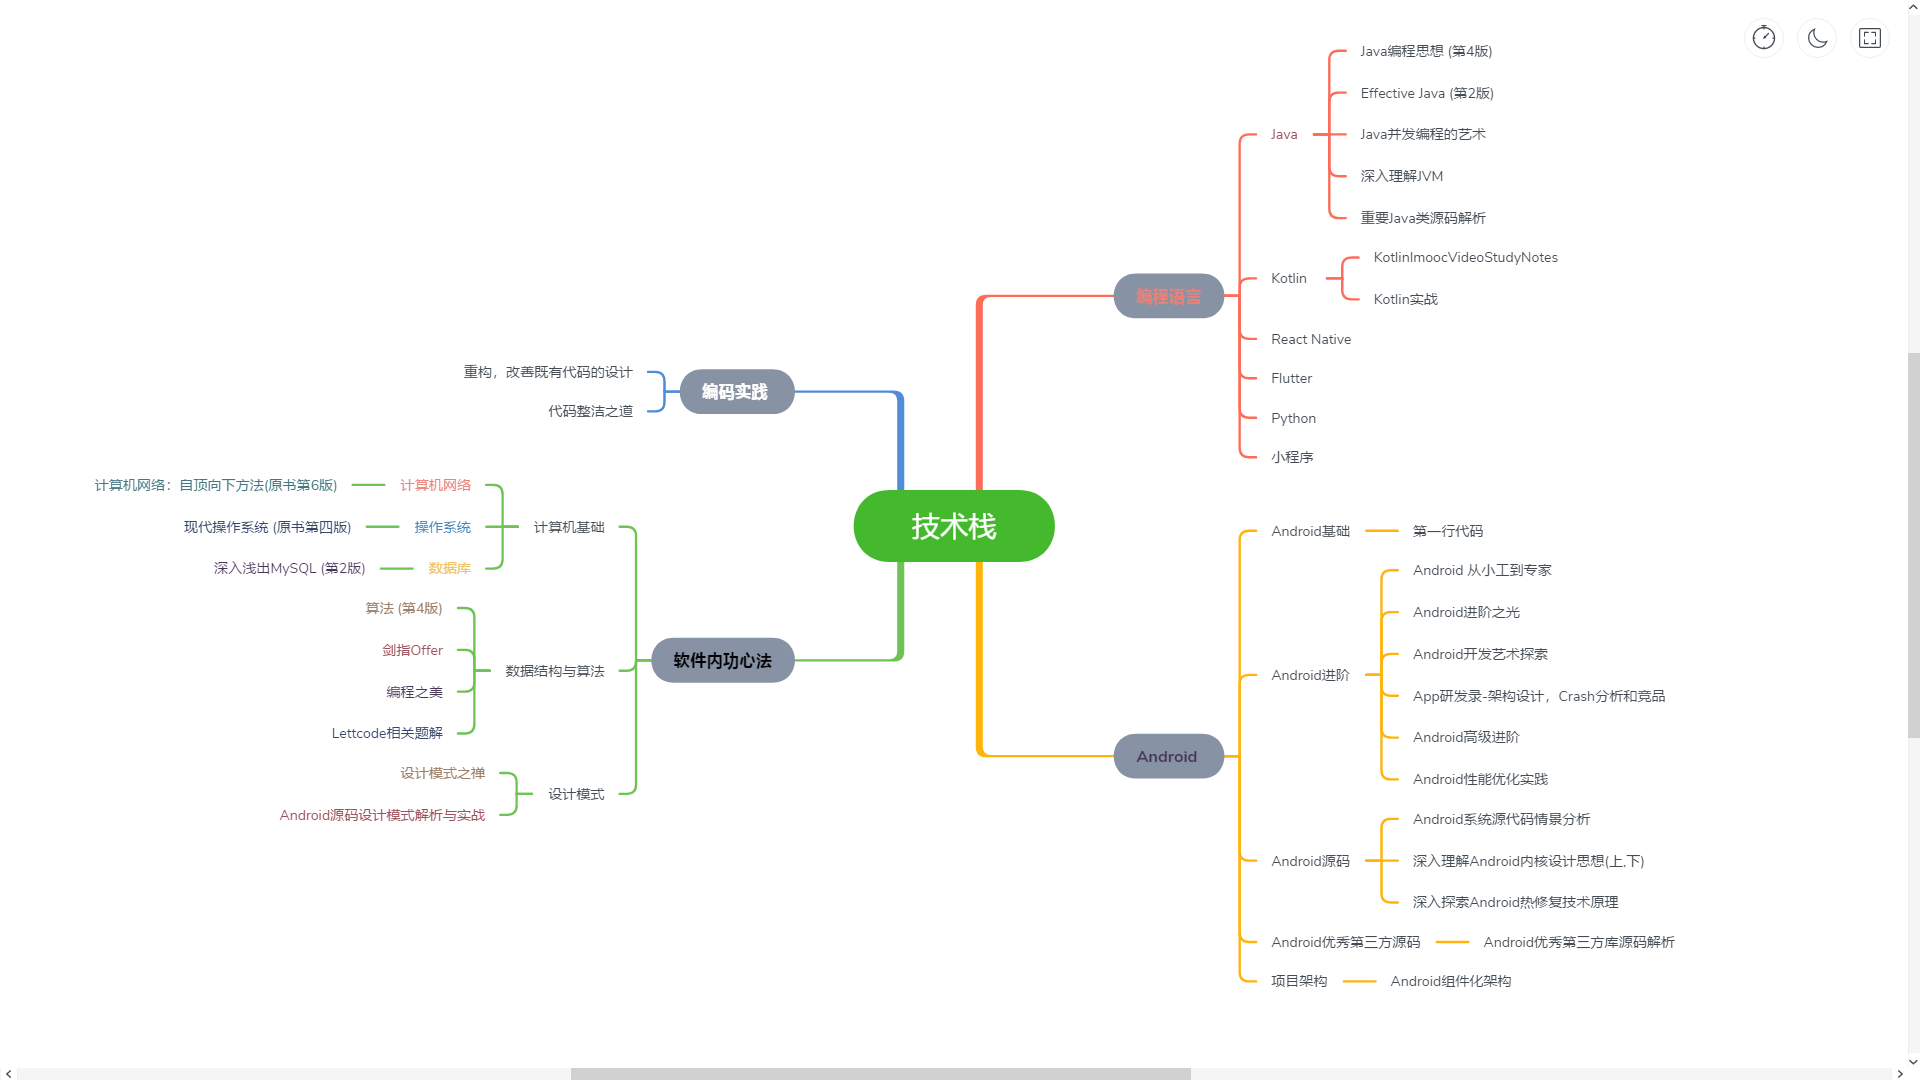 技术栈
编程语言
Java
Java编程思想 (第4版)
Effective Java (第2版)
Java并发编程的艺术
深入理解JVM
重要Java类源码解析
Kotlin
KotlinImoocVideoStudyNotes
Kotlin实战
React Native
Flutter
Python
小程序
Android
Android基础
第一行代码
Android进阶
Android 从小工到专家
Android进阶之光
Android开发艺术探索
App研发录-架构设计，Crash分析和竞品
Android高级进阶
Android性能优化实践
Android源码
Android系统源代码情景分析
深入理解Android内核设计思想(上,下)
深入探索Android热修复技术原理
Android优秀第三方源码
Android优秀第三方库源码解析
项目架构
Android组件化架构
编码实践
重构，改善既有代码的设计
代码整洁之道
软件内功心法
计算机基础
计算机网络
计算机网络：自顶向下方法(原书第6版)
操作系统
现代操作系统 (原书第四版)
数据库
深入浅出MySQL (第2版)
数据结构与算法
算法 (第4版)
剑指Offer
编程之美
Lettcode相关题解
设计模式
设计模式之禅
Android源码设计模式解析与实战